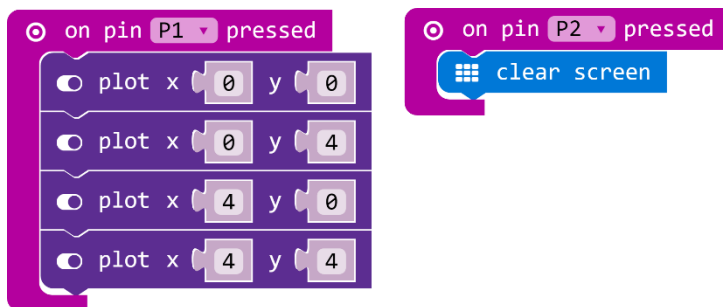 on pin P1 pressed
plot x 0 y 0
plot x 0 y 4
plot x 4 y 0
plot x 4 y 4
on pin P2 pressed
clear screen